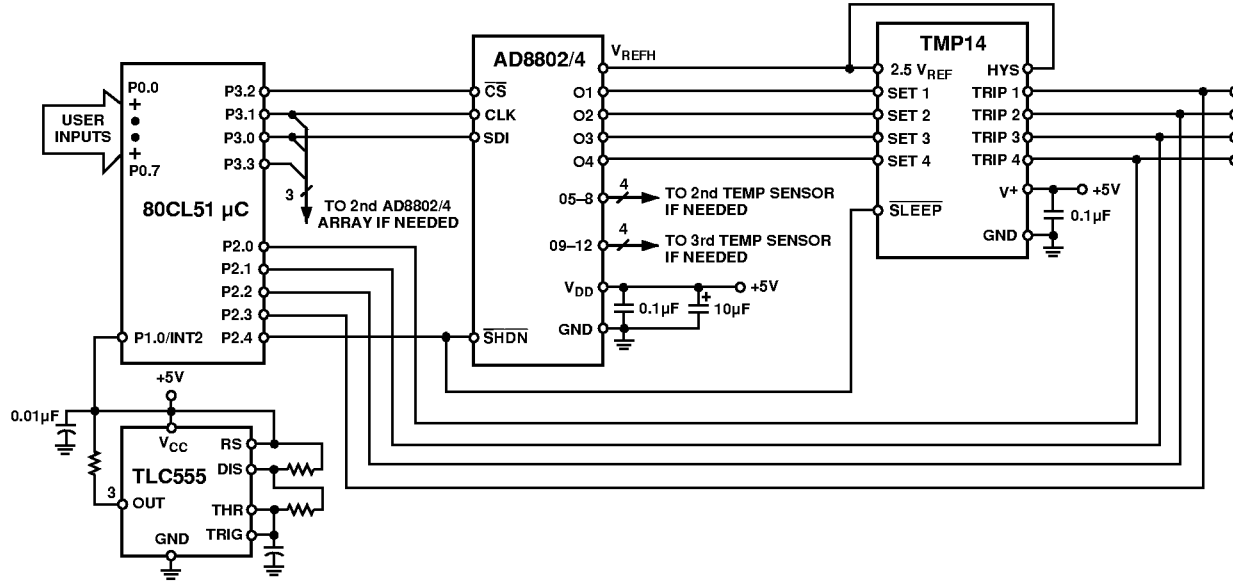 AD8802/4
VREFH
TMP14
2.5 VREF
HYS
P0.0
+
P3.2
CS
O1
SET 1
TRIP 1
USER
INPUTS
P3.1
CLK
O2
SET 2
TRIP 2
P3.0
SDI
O3
SET 3
TRIP 3
+
P0.7
P3.3
O4
SET 4
TRIP 4
3
TO 2nd AD8802/4
ARRAY IF NEEDED
80CL51 µC
05–8
4
TO 2nd TEMP SENSOR
IF NEEDED
V+
+5V
0.1µF
SLEEP
GND
09–12
4
TO 3rd TEMP SENSOR
IF NEEDED
P2.0
P2.1
P2.2
P2.3
P2.4
VDD
+5V
0.1µF
+
10µF
GND
SHDN
P1.0/INT2
+5V
0.01µF
VCC
RS
DIS
TLC555
3
OUT
THR
TRIG
GND